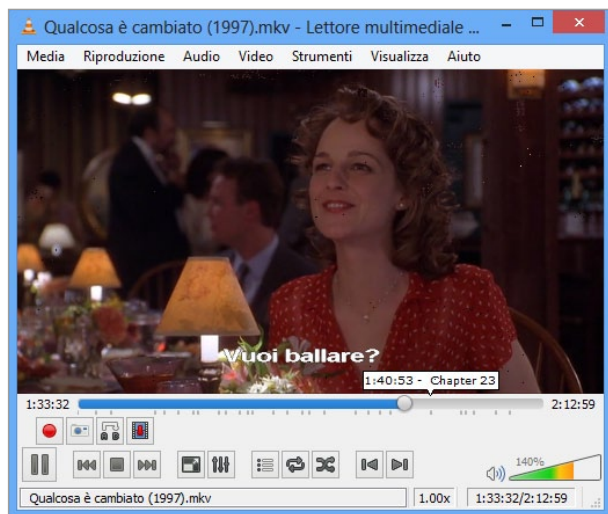 Qualcosa è cambiato (1997).mkv - Lettore multimediale ...
Media Riproduzione Audio Video Strumenti Visualizza Aiuto
Vuoi ballare?
1:40:53 - Chapter 23
1:33:32 2:12:59
A B
140%
Qualcosa è cambiato (1997).mkv 1.00x 1:33:32/2:12:59